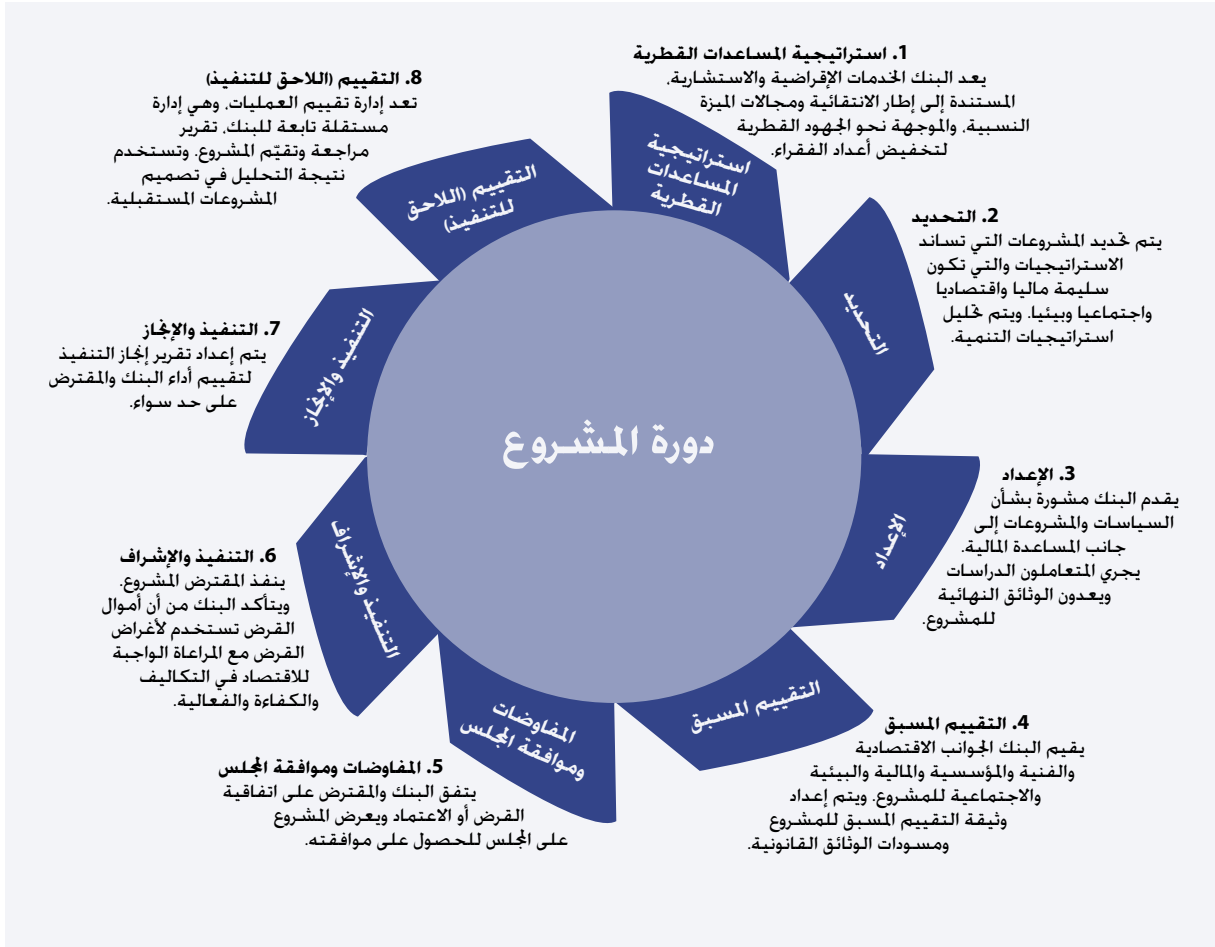 1. استراتيجية المساعدات القطرية
يعد البنك الخدمات الإقراضية والاستشارية،
المستندة إلى إطار الانتقائية ومجالات الميزة
النسبية، والموجهة نحو الجهود القطرية
لتخفيض أعداد الفقراء.
2. التحديد
يتم تحديد المشروعات التي تساند
الاستراتيجيات والتي تكون
سليمة ماليا واقتصاديا
واجتماعيا وبيئيا. ويتم تحليل
استراتيجيات التنمية.
3. الإعداد
يقدم البنك مشورة بشأن
السياسات والمشروعات إلى
جانب المساعدة المالية.
يجري المتعاملون الدراسات
ويعدون الوثائق النهائية
للمشروع.
4. التقييم المسبق
يقيم البنك الجوانب الاقتصادية
والفنية والمؤسسية والمالية والبيئية
والاجتماعية للمشروع. ويتم إعداد
وثيقة التقييم المسبق للمشروع
ومسودات الوثائق القانونية.
5. المفاوضات وموافقة المجلس
يتفق البنك والمقترض على اتفاقية
القرض أو الاعتماد ويعرض المشروع
على المجلس للحصول على موافقته.
6. التنفيذ والإشراف
ينفذ المقترض المشروع.
ويتأكد البنك من أن أموال
القرض تستخدم لأغراض
القرض مع المراعاة الواجبة
للاقتصاد في التكاليف
والكفاءة والفعالية.
7. التنفيذ والإنجاز
يتم إعداد تقرير إنجاز التنفيذ
لتقييم أداء البنك والمقترض
على حد سواء.
8. التقييم (اللاحق للتنفيذ)
تعد إدارة تقييم العمليات، وهي إدارة
مستقلة تابعة للبنك، تقرير
مراجعة وتقيّم المشروع. وتستخدم
نتيجة التحليل في تصميم
المشروعات المستقبلية.
استراتيجية
المساعدات
القطرية
التحديد
الإعداد
التقييم المسبق
المفاوضات
وموافقة المجلس
التنفيذ والإشراف
التنفيذ والإنجاز
التقييم (اللاحق
للتنفيذ)
دورة المشروع